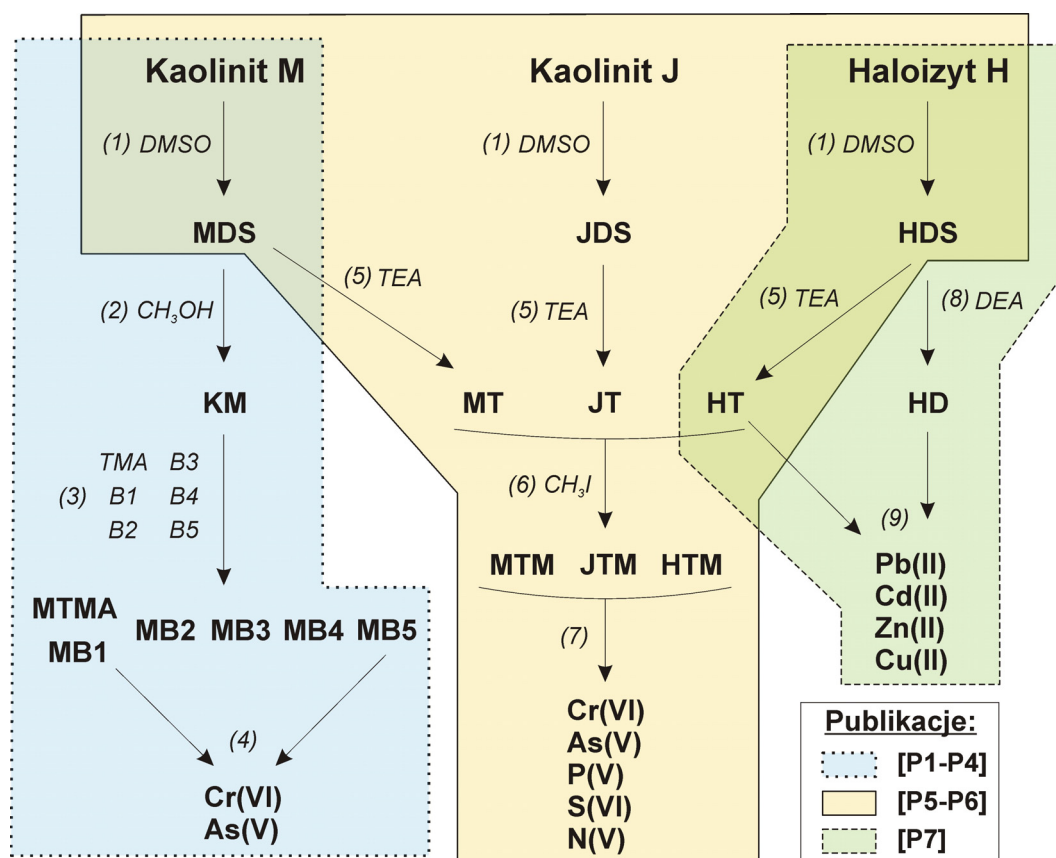 Kaolinit M Kaolinit J Haloizyt H
(1) DMSO (1) DMSO (1) DMSO
MDS JDS HDS
(5) TEA (5) TEA (5) TEA
(2) CH₃OH (8) DEA
KM MT JT HT HD
TMA B3
(3) B1 B4
B2 B5
(6) CH₃I
(9)
MTM JTM HTM
Pb(II)
Cd(II)
Zn(II)
Cu(II)
MTMA
MB1 MB2 MB3 MB4 MB5
(7)
(4)
Cr(VI)
As(V)
Cr(VI)
As(V)
P(V)
S(VI)
N(V)
Publikacje:
[P1-P4]
[P5-P6]
[P7]